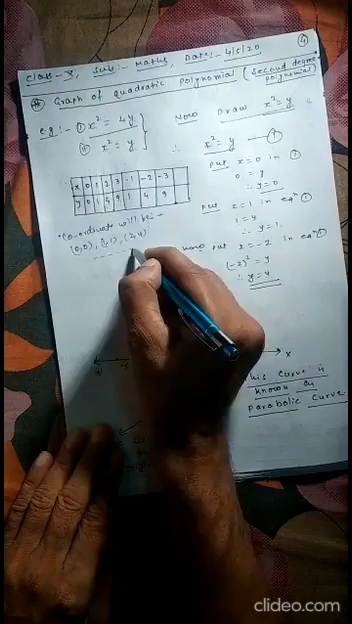 Class - X, Sub:- Maths, Date:- 4/5/20
4
Graph of quadratic Polynomial (Second degree Polynomial)
e.g:- (i) x² = 4y
(ii) x² = y
Now Draw x² = y
∴ x² = y —(1)
put x = 0 in (1)
0 = y
∴ y = 0
x 0 1 2 3 -1 -2 -3
y 0 1 4 9 1 4 9
put x = 1 in eqⁿ (1)
1 = y
∴ y = 1
Co-ordinate will be:-
(0,0), (1,1), (2,4)
now put x = -2 in eqⁿ (1)
(-2)² = y
∴ y = 4
x' x
This curve is
known as
parabolic curve
clideo.com